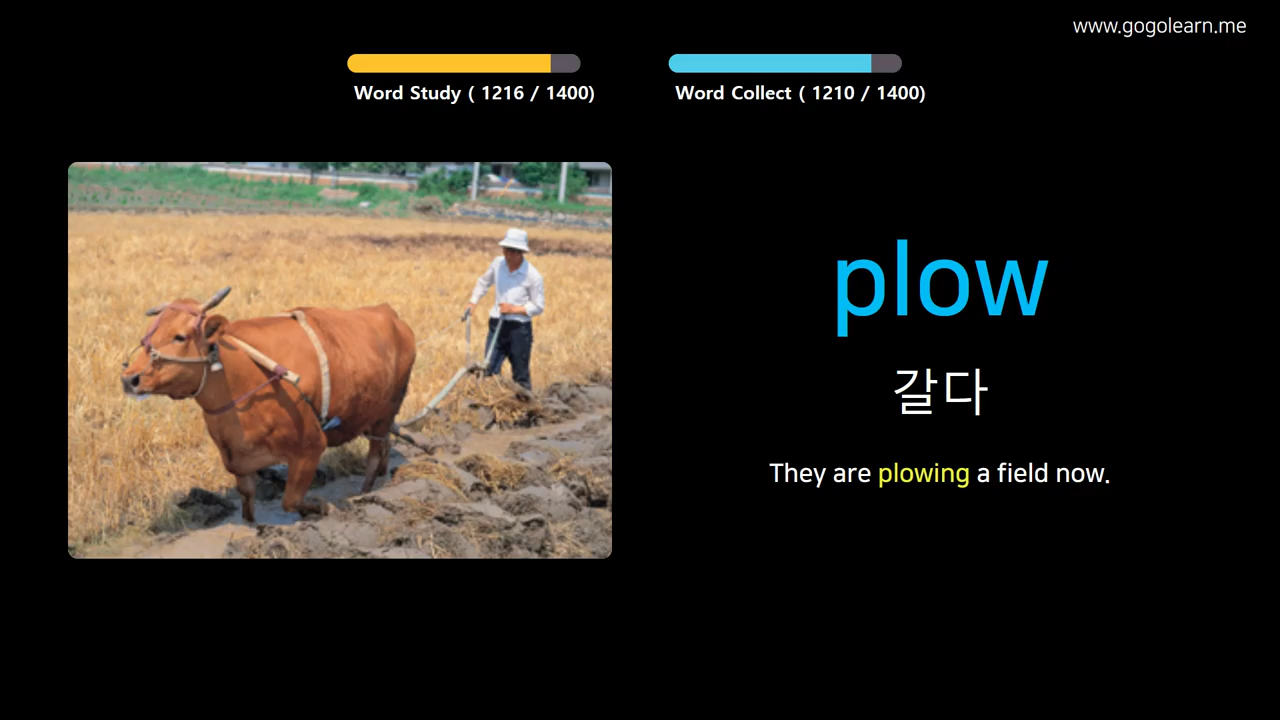 www.gogolearn.me
Word Study ( 1216 / 1400)
Word Collect ( 1210 / 1400)
plow
갈다
They are plowing a field now.